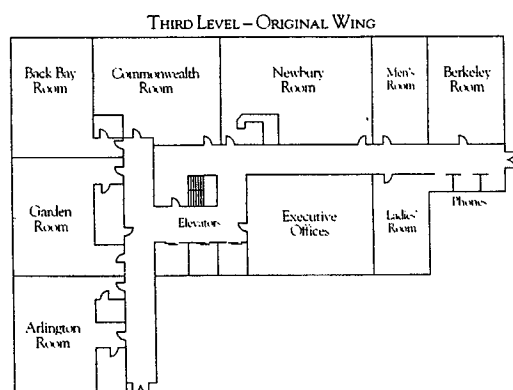 THIRD LEVEL – ORIGINAL WING
Back Bay
Room
Commonwealth
Room
Newbury
Room
Men's
Room
Berkeley
Room
Garden
Room
Elevators
Executive
Offices
Ladies'
Room
Phones
Arlington
Room